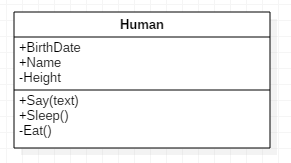 Human
+BirthDate
+Name
-Height
+Say(text)
+Sleep()
-Eat()